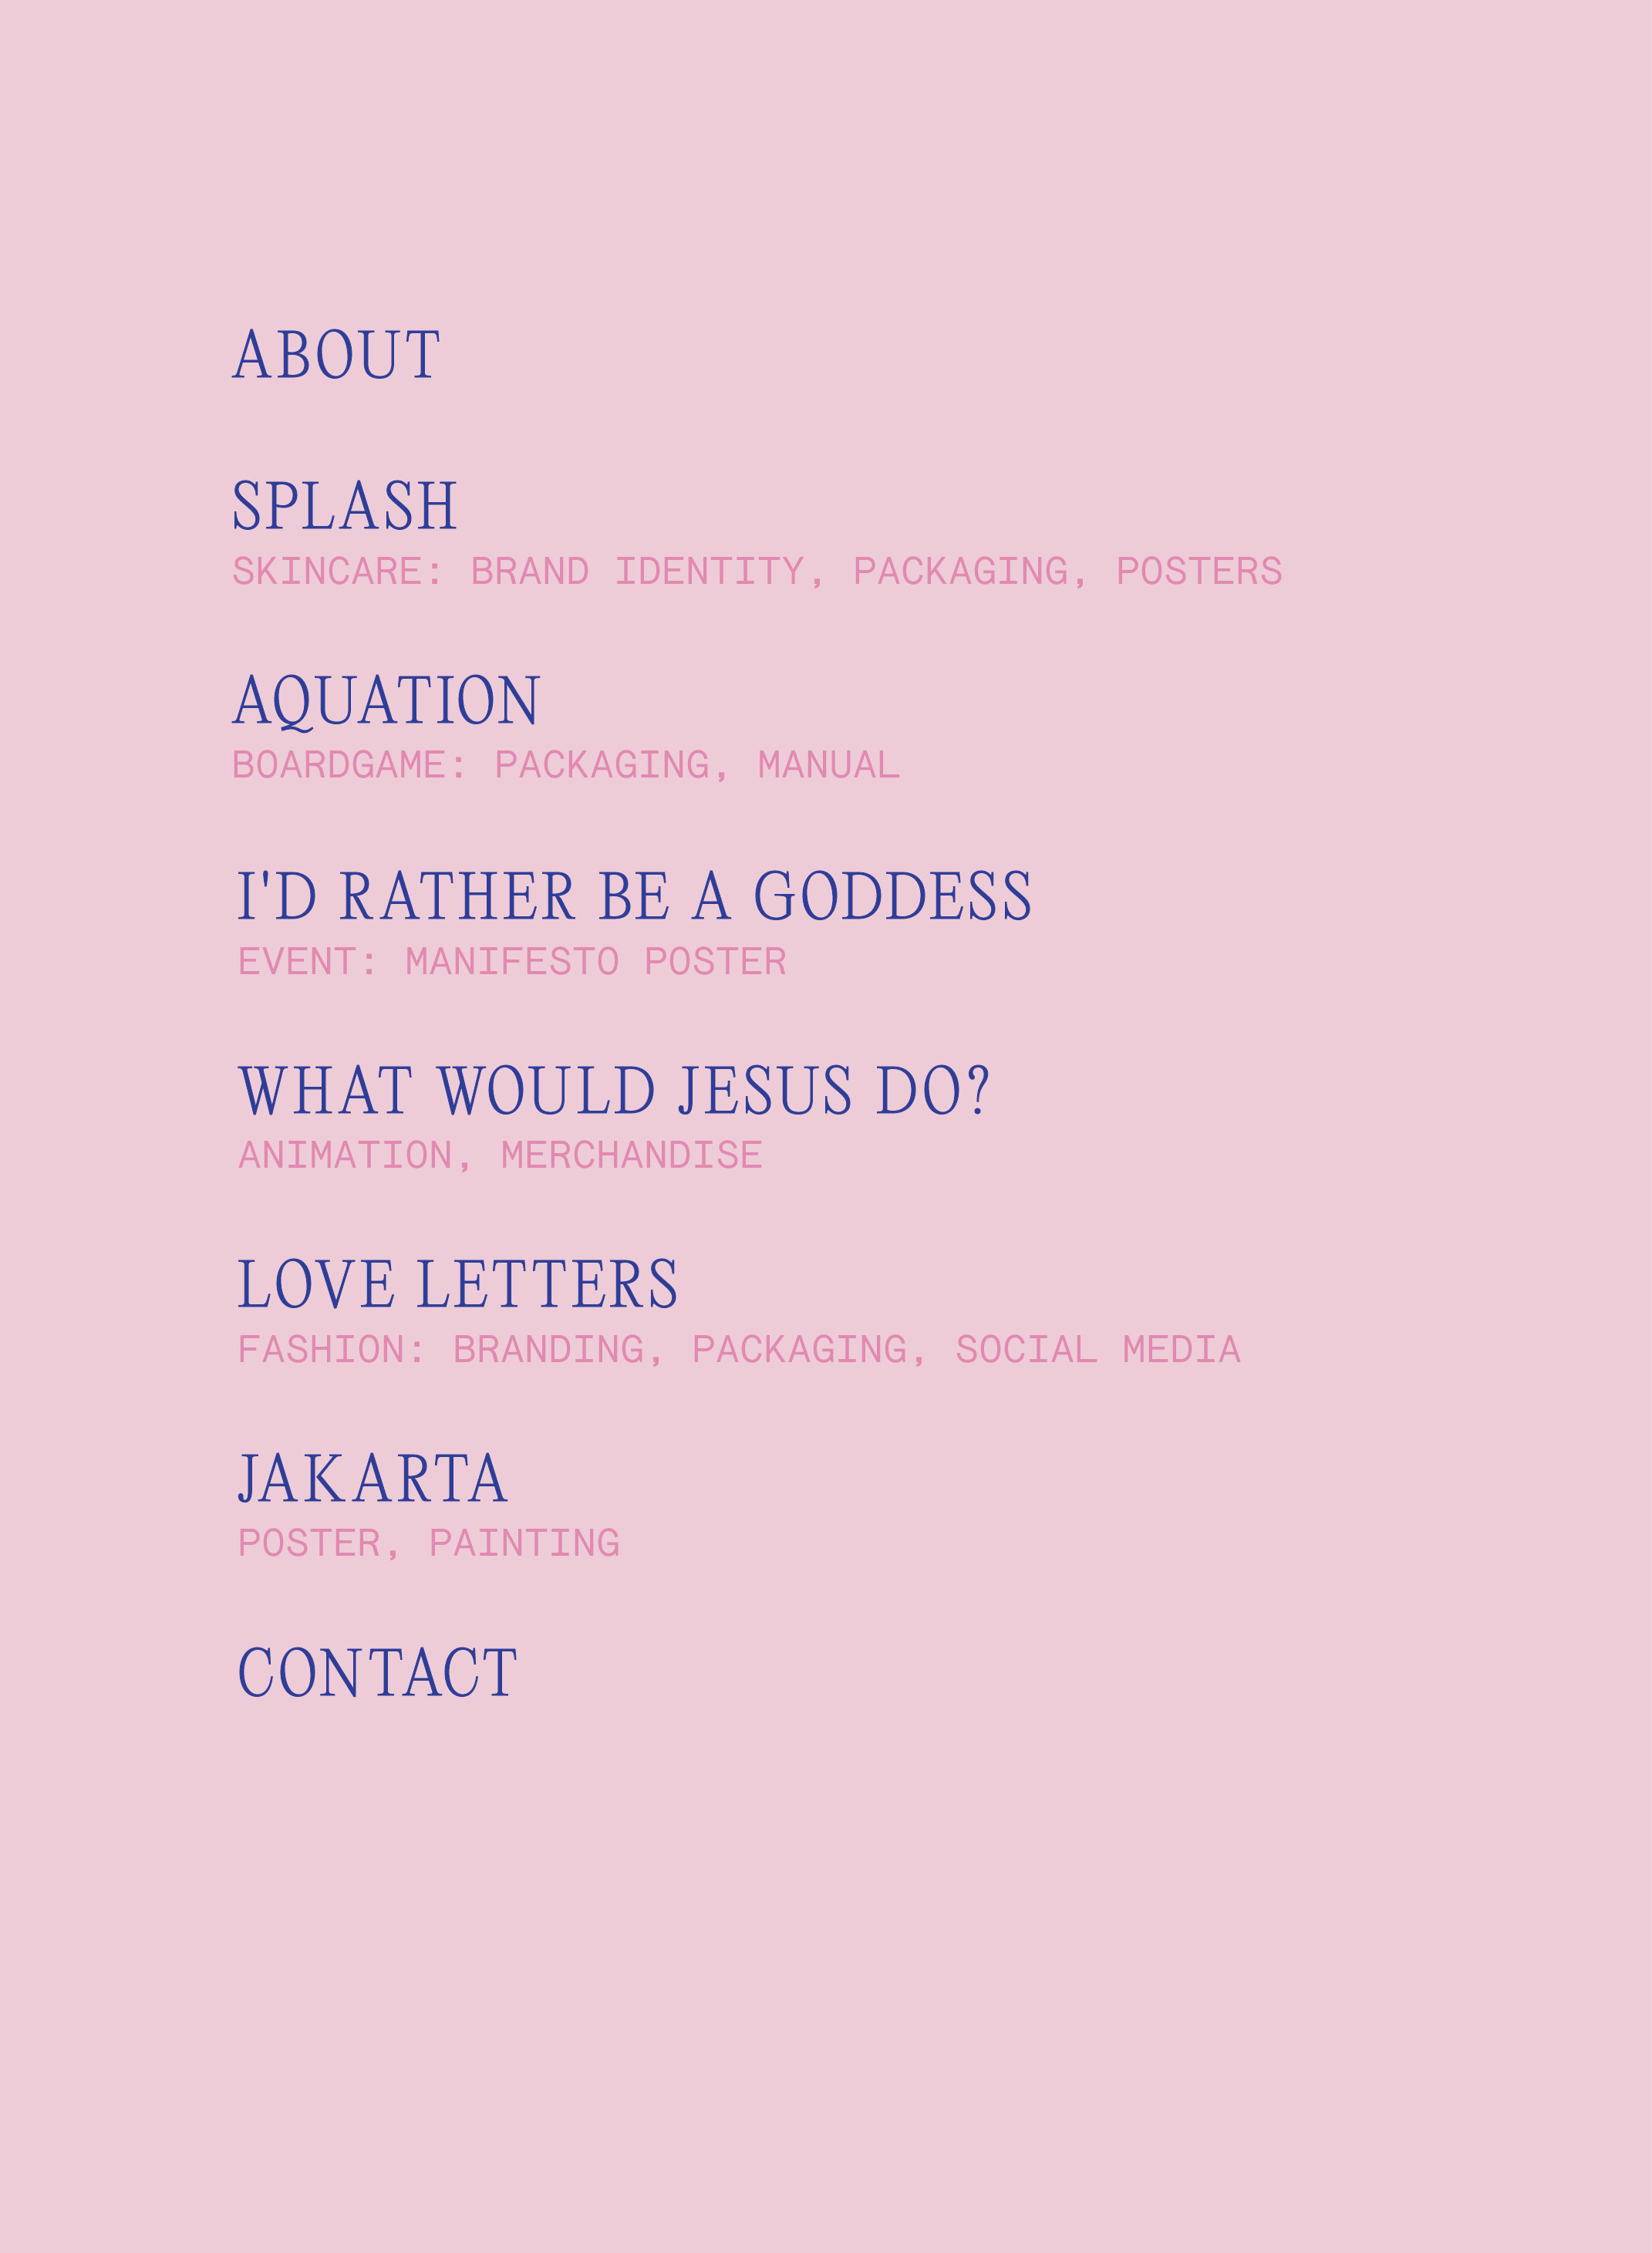 ABOUT
SPLASH
SKINCARE: BRAND IDENTITY, PACKAGING, POSTERS
AQUATION
BOARDGAME: PACKAGING, MANUAL
I'D RATHER BE A GODDESS
EVENT: MANIFESTO POSTER
WHAT WOULD JESUS DO?
ANIMATION, MERCHANDISE
LOVE LETTERS
FASHION: BRANDING, PACKAGING, SOCIAL MEDIA
JAKARTA
POSTER, PAINTING
CONTACT